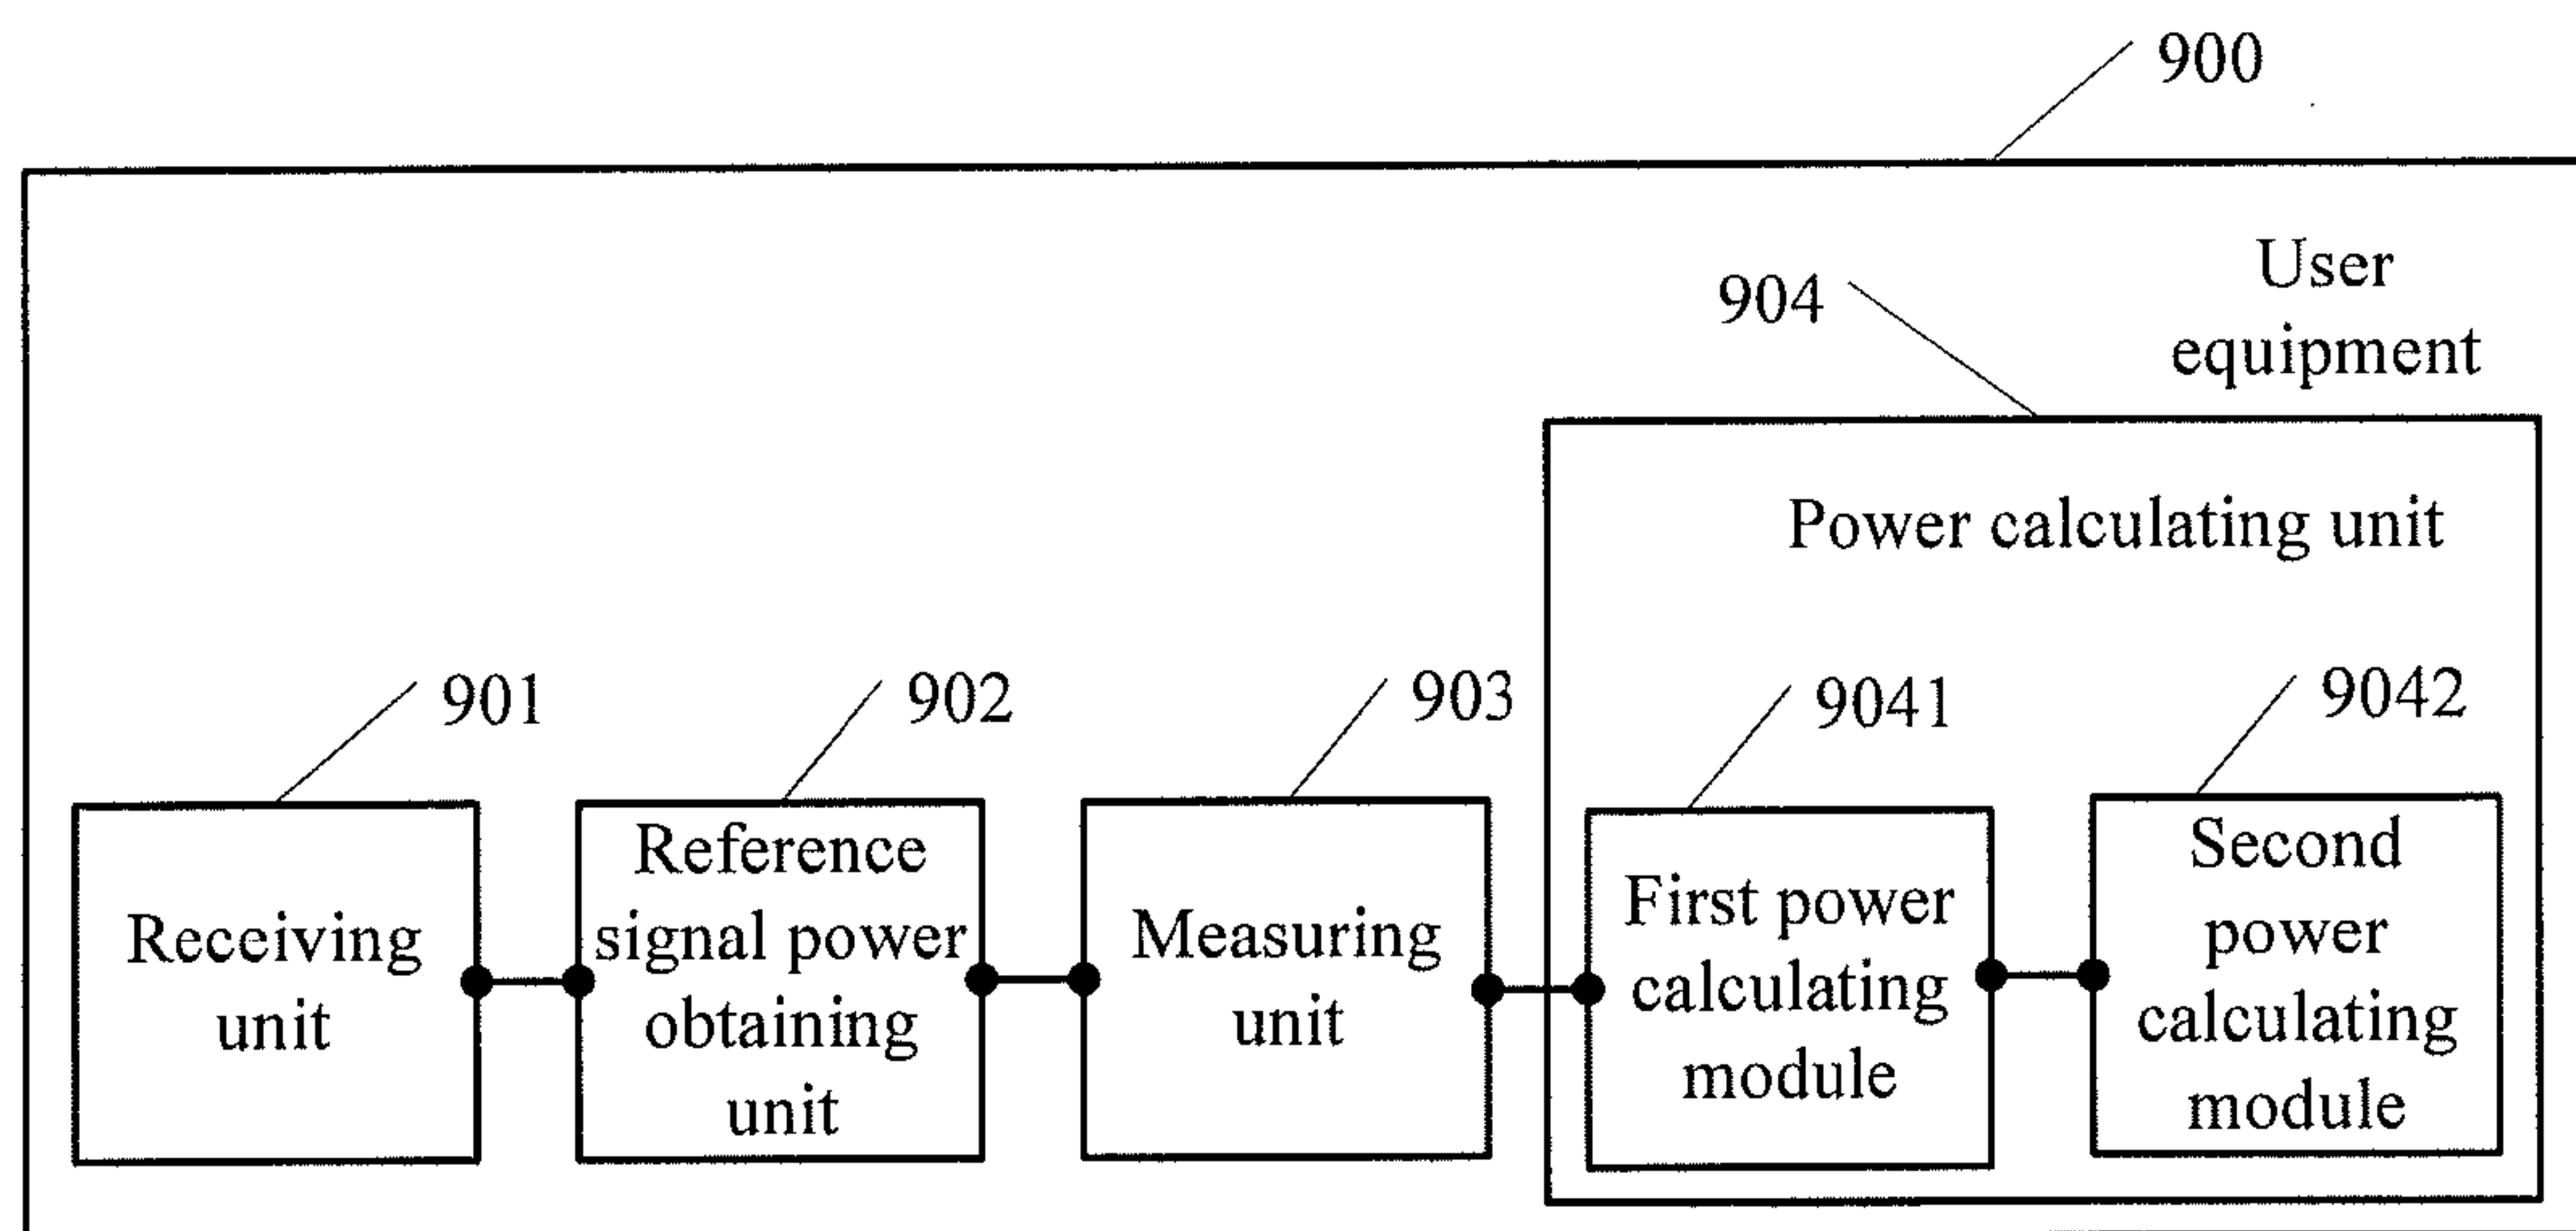 900
User
equipment
904
Power calculating unit
901
902
903
9041
9042
Receiving
unit
Reference
signal power
obtaining
unit
Measuring
unit
First power
calculating
module
Second
power
calculating
module